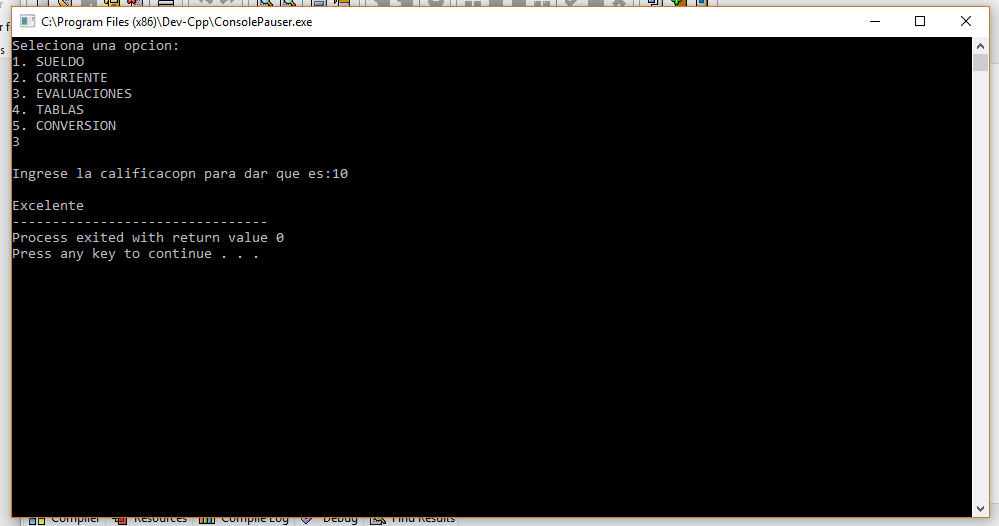 C:\Program Files (x86)\Dev-Cpp\ConsolePauser.exe
Seleciona una opcion:
1. SUELDO
2. CORRIENTE
3. EVALUACIONES
4. TABLAS
5. CONVERSION
3
Ingrese la calificacopn para dar que es:10
Excelente
--------------------------------
Process exited with return value 0
Press any key to continue . . .
Compiler Resources Compile Log Debug Find Results